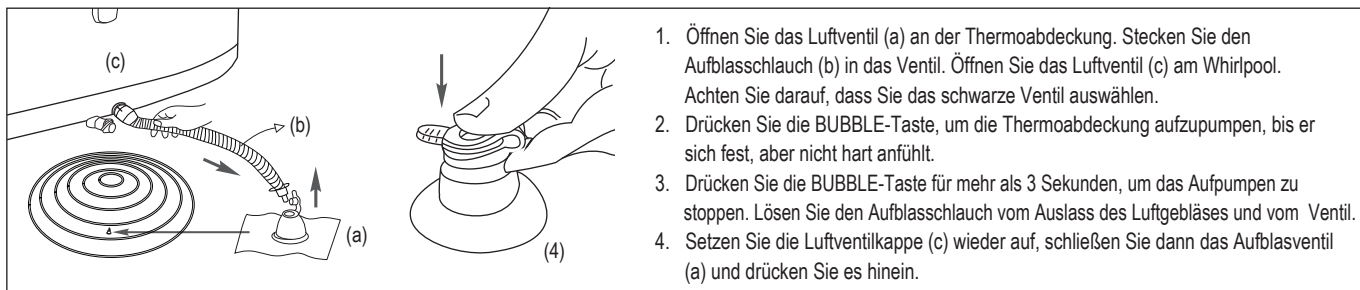 (c)
(b)
(a)
(4)
1. Öffnen Sie das Luftventil (a) an der Thermoabdeckung. Stecken Sie den
Aufblasschlauch (b) in das Ventil. Öffnen Sie das Luftventil (c) am Whirlpool.
Achten Sie darauf, dass Sie das schwarze Ventil auswählen.
2. Drücken Sie die BUBBLE-Taste, um die Thermoabdeckung aufzupumpen, bis er
sich fest, aber nicht hart anfühlt.
3. Drücken Sie die BUBBLE-Taste für mehr als 3 Sekunden, um das Aufpumpen zu
stoppen. Lösen Sie den Aufblasschlauch vom Auslass des Luftgebläses und vom Ventil.
4. Setzen Sie die Luftventilkappe (c) wieder auf, schließen Sie dann das Aufblasventil
(a) und drücken Sie es hinein.